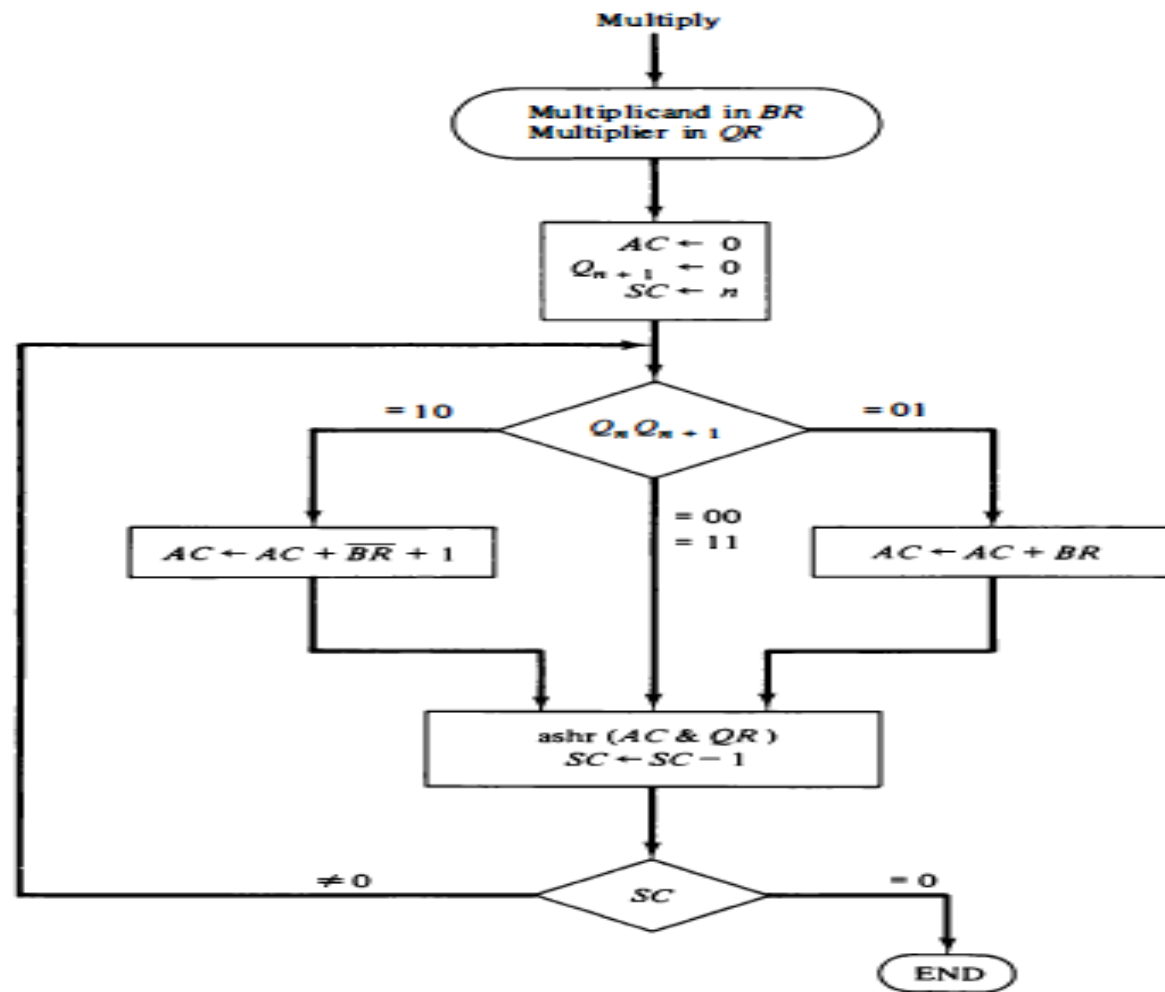 Multiply
Multiplicand in BR
Multiplier in QR
AC ← 0
Qₙ₊₁ ← 0
SC ← n
= 10
QₙQₙ₊₁
= 01
= 00
= 11
AC ← AC + B̅R̅ + 1
AC ← AC + BR
ashr (AC & QR)
SC ← SC − 1
≠ 0
SC
= 0
END